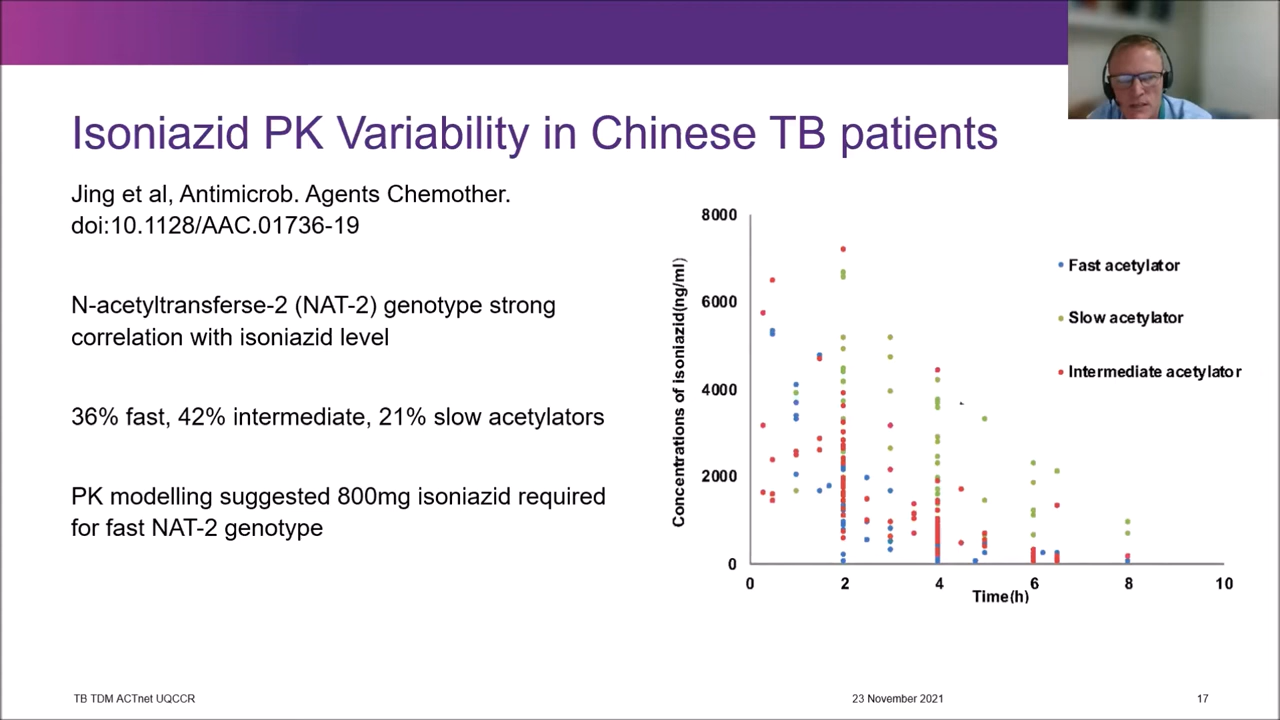 Isoniazid PK Variability in Chinese TB patients
Jing et al, Antimicrob. Agents Chemother.
doi:10.1128/AAC.01736-19
N-acetyltransferse-2 (NAT-2) genotype strong
correlation with isoniazid level
36% fast, 42% intermediate, 21% slow acetylators
PK modelling suggested 800mg isoniazid required
for fast NAT-2 genotype
Concentrations of isoniazid(ng/ml)
8000
6000
4000
2000
0
0 2 4 6 8 10
Time(h)
Fast acetylator
Slow acetylator
Intermediate acetylator
TB TDM ACTnet UQCCR
23 November 2021
17